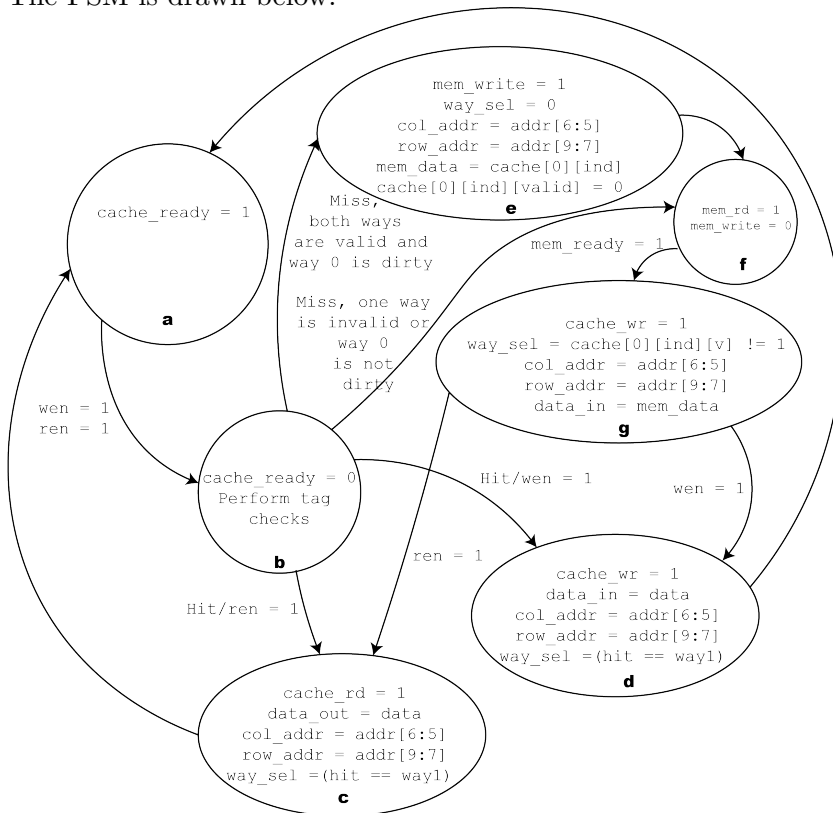 The FSM is drawn below:
mem_write = 1
way_sel = 0
col_addr = addr[6:5]
row_addr = addr[9:7]
mem_data = cache[0][ind]
cache[0][ind][valid] = 0
e
cache_ready = 1
a
Miss,
both ways
are valid and
way 0 is dirty
mem_rd = 1
mem_write = 0
f
mem_ready = 1
Miss, one way
is invalid or
way 0
is not
dirty
cache_wr = 1
way_sel = cache[0][ind][v] != 1
col_addr = addr[6:5]
row_addr = addr[9:7]
data_in = mem_data
g
wen = 1
ren = 1
cache_ready = 0
Perform tag
checks
b
Hit/wen = 1
wen = 1
ren = 1
Hit/ren = 1
cache_wr = 1
data_in = data
col_addr = addr[6:5]
row_addr = addr[9:7]
way_sel =(hit == way1)
d
cache_rd = 1
data_out = data
col_addr = addr[6:5]
row_addr = addr[9:7]
way_sel =(hit == way1)
c